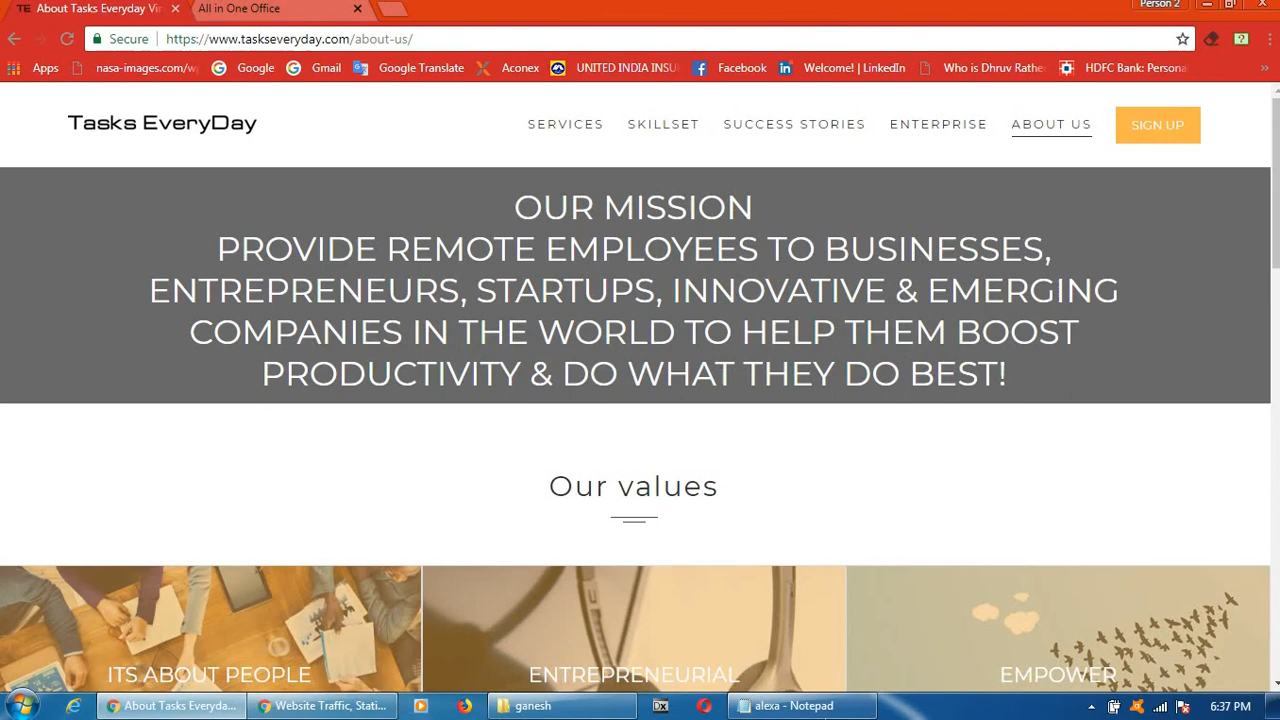 TE About Tasks Everyday Vir
All in One Office
Person 2
Secure https://www.taskseveryday.com/about-us/
Apps nasa-images.com/w Google Gmail Google Translate Aconex UNITED INDIA INSU Facebook Welcome! | LinkedIn Who is Dhruv Rathe HDFC Bank: Persona »
Tasks EveryDay
SERVICES SKILLSET SUCCESS STORIES ENTERPRISE ABOUT US SIGN UP
OUR MISSION
PROVIDE REMOTE EMPLOYEES TO BUSINESSES,
ENTREPRENEURS, STARTUPS, INNOVATIVE & EMERGING
COMPANIES IN THE WORLD TO HELP THEM BOOST
PRODUCTIVITY & DO WHAT THEY DO BEST!
Our values
ITS ABOUT PEOPLE
ENTREPRENEURIAL
EMPOWER
About Tasks Everyda... Website Traffic, Stati... ganesh Dx alexa - Notepad 6:37 PM